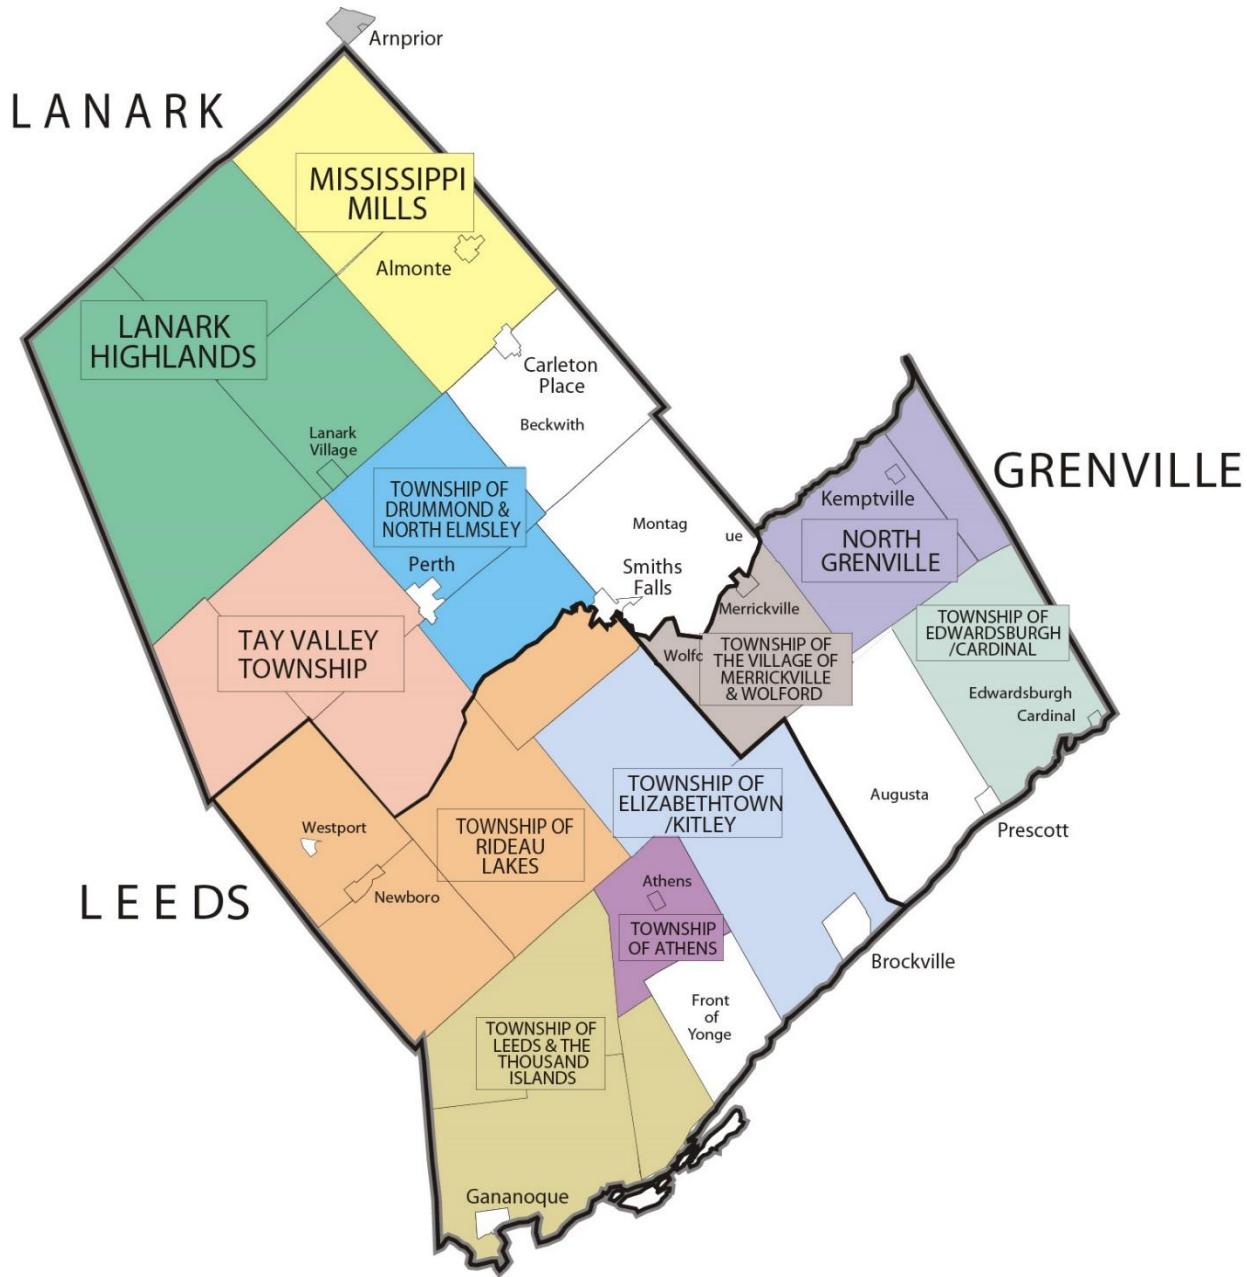 Arnprior
LANARK
MISSISSIPPI
MILLS
Almonte
LANARK
HIGHLANDS
Carleton
Place
Beckwith
Lanark
Village
GRENVILLE
TOWNSHIP OF
DRUMMOND &
NORTH ELMSLEY
Kemptville
NORTH
GRENVILLE
Montag
ue
Perth
Smiths
Falls
Merrickville
TOWNSHIP OF
EDWARDSBURGH
/CARDINAL
TAY VALLEY
TOWNSHIP
Wolfo
TOWNSHIP OF
THE VILLAGE OF
MERRICKVILLE
& WOLFORD
Edwardsburgh
Cardinal
TOWNSHIP OF
ELIZABETHTOWN
/KITLEY
Augusta
Prescott
Westport
TOWNSHIP OF
RIDEAU
LAKES
LEEDS
Newboro
Athens
TOWNSHIP
OF ATHENS
Brockville
Front
of
Yonge
TOWNSHIP OF
LEEDS & THE
THOUSAND
ISLANDS
Gananoque